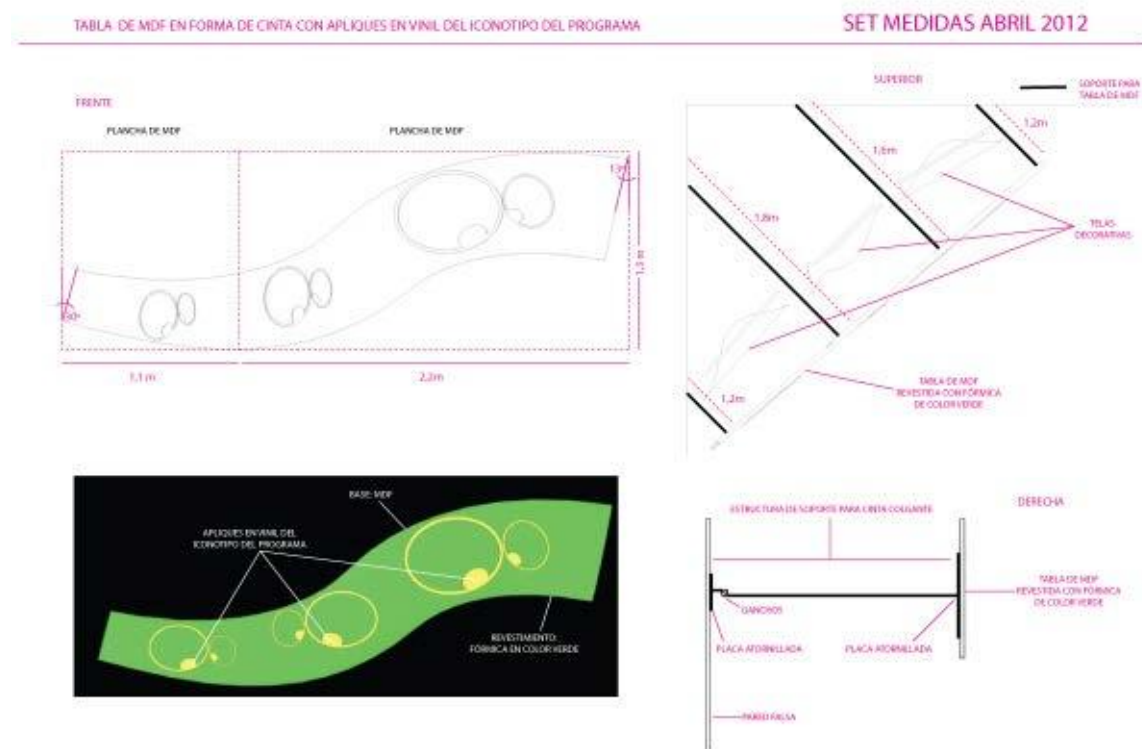 TABLA DE MDF EN FORMA DE CINTA CON APLIQUES EN VINIL DEL ICONOTIPO DEL PROGRAMA
SET MEDIDAS ABRIL 2012
FRENTE
PLANCHA DE MDF
PLANCHA DE MDF
1,3 m
1,1 m
2,2m
SUPERIOR
SOPORTE PARA
TABLA DE MDF
1,2m
1,6m
1,8m
1,2m
TELAS
DECORATIVAS
TABLA DE MDF
REVESTIDA CON FÓRMICA
DE COLOR VERDE
BASE: MDF
APLIQUES EN VINIL DEL
ICONOTIPO DEL PROGRAMA
REVESTIMIENTO:
FÓRMICA EN COLOR VERDE
DERECHA
ESTRUCTURA DE SOPORTE PARA CINTA COLGANTE
GANCHOS
PLACA ATORNILLADA
PLACA ATORNILLADA
TABLA DE MDF
REVESTIDA CON FÓRMICA
DE COLOR VERDE
PARED FALSA